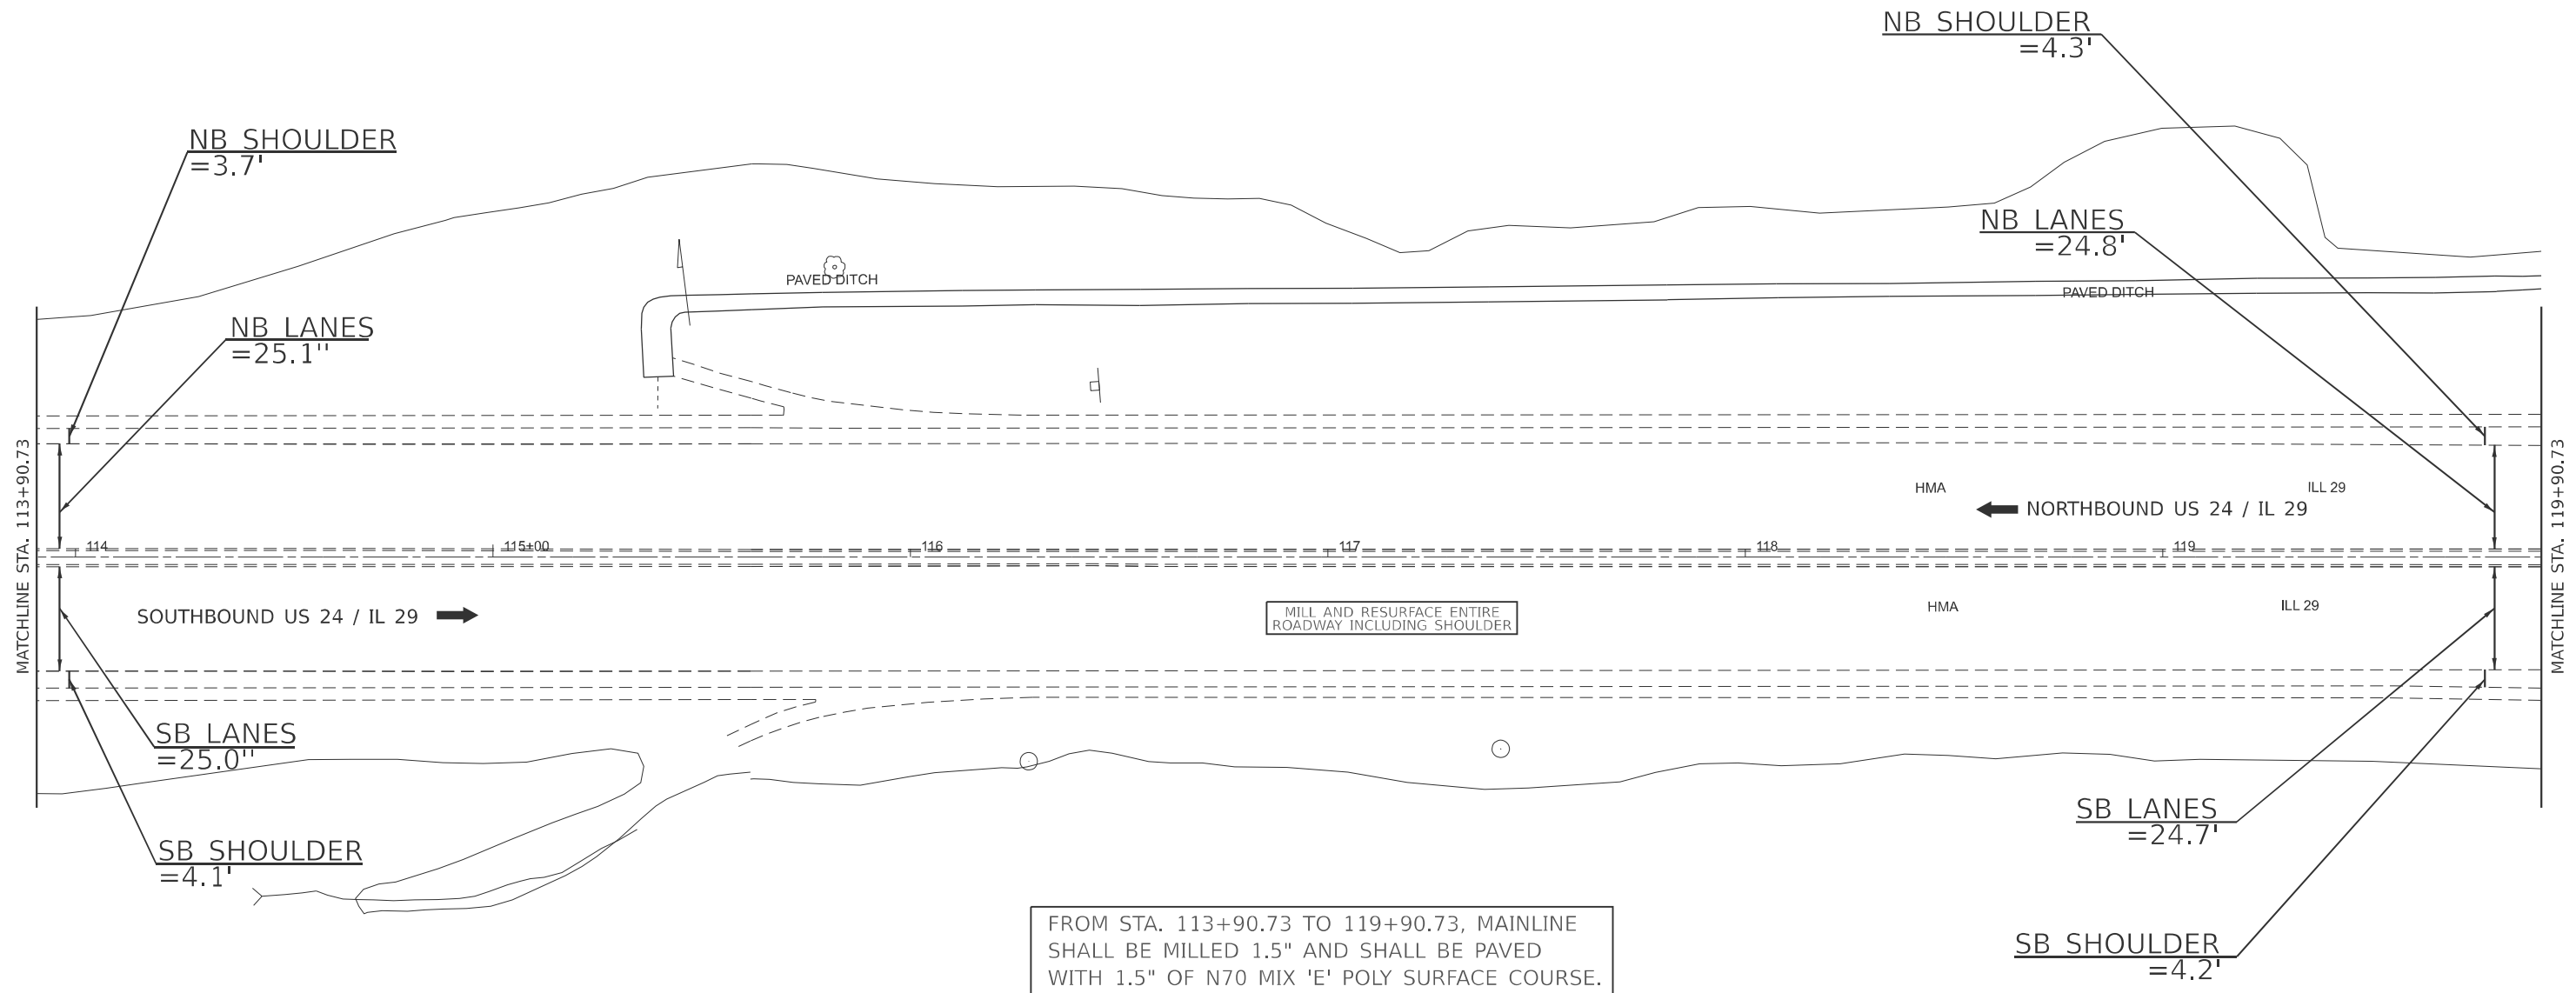 NB SHOULDER
=4.3'
NB SHOULDER
=3.7'
NB LANES
=24.8'
PAVED DITCH
PAVED DITCH
NB LANES
=25.1''
MATCHLINE STA. 113+90.73
MATCHLINE STA. 119+90.73
HMA
ILL 29
NORTHBOUND US 24 / IL 29
114
115+00
116
117
118
119
SOUTHBOUND US 24 / IL 29
MILL AND RESURFACE ENTIRE
ROADWAY INCLUDING SHOULDER
HMA
ILL 29
SB LANES
=25.0''
SB LANES
=24.7'
SB SHOULDER
=4.1'
FROM STA. 113+90.73 TO 119+90.73, MAINLINE
SHALL BE MILLED 1.5" AND SHALL BE PAVED
WITH 1.5" OF N70 MIX 'E' POLY SURFACE COURSE.
SB SHOULDER
=4.2'